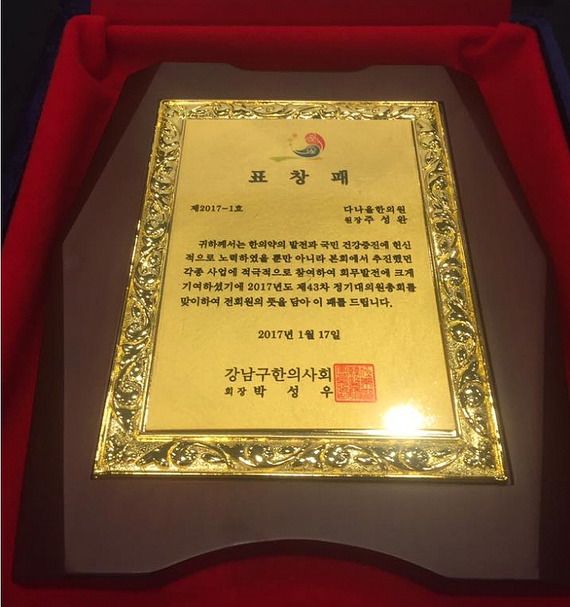 표창패
제2017-1호
다나을한의원
원장 주성완
귀하께서는 한의약의 발전과 국민 건강증진에 헌신
적으로 노력하였을 뿐만 아니라 본회에서 추진했던
각종 사업에 적극적으로 참여하여 회무발전에 크게
기여하셨기에 2017년도 제43차 정기대의원총회를
맞이하여 전회원의 뜻을 담아 이 패를 드립니다.
2017년 1월 17일
강남구한의사회
회장 박성우